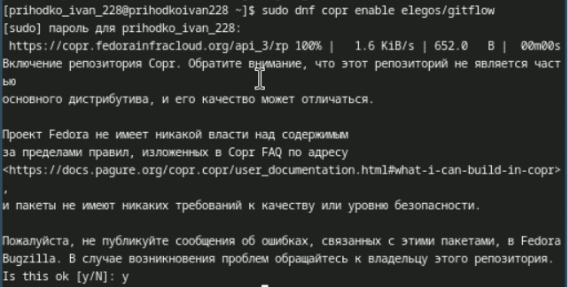 [prihodko_ivan_228@prihodkoivan228 ~]$ sudo dnf copr enable elegos/gitflow
[sudo] пароль для prihodko_ivan_228:
https://copr.fedorainfracloud.org/api_3/rp 100% |   1.6 KiB/s | 652.0   B |  00m00s
Включение репозитория Copr. Обратите внимание, что этот репозиторий не является част
ью
основного дистрибутива, и его качество может отличаться.
Проект Fedora не имеет никакой власти над содержимым
за пределами правил, изложенных в Copr FAQ по адресу
<https://docs.pagure.org/copr.copr/user_documentation.html#what-i-can-build-in-copr>
,
и пакеты не имеют никаких требований к качеству или уровню безопасности.
Пожалуйста, не публикуйте сообщения об ошибках, связанных с этими пакетами, в Fedora
Bugzilla. В случае возникновения проблем обращайтесь к владельцу этого репозитория.
Is this ok [y/N]: y